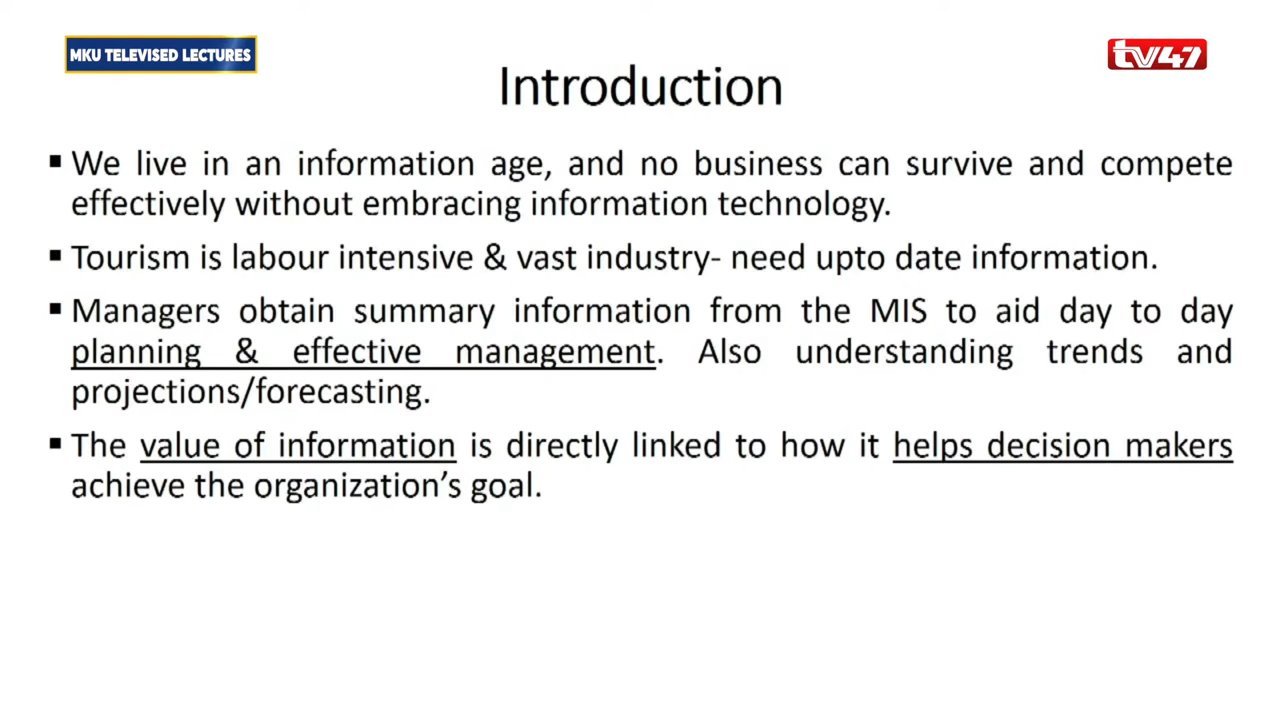 MKU TELEVISED LECTURES
tv47
Introduction
▪ We live in an information age, and no business can survive and compete
effectively without embracing information technology.
▪ Tourism is labour intensive & vast industry- need upto date information.
▪ Managers obtain summary information from the MIS to aid day to day
planning & effective management. Also understanding trends and
projections/forecasting.
▪ The value of information is directly linked to how it helps decision makers
achieve the organization's goal.